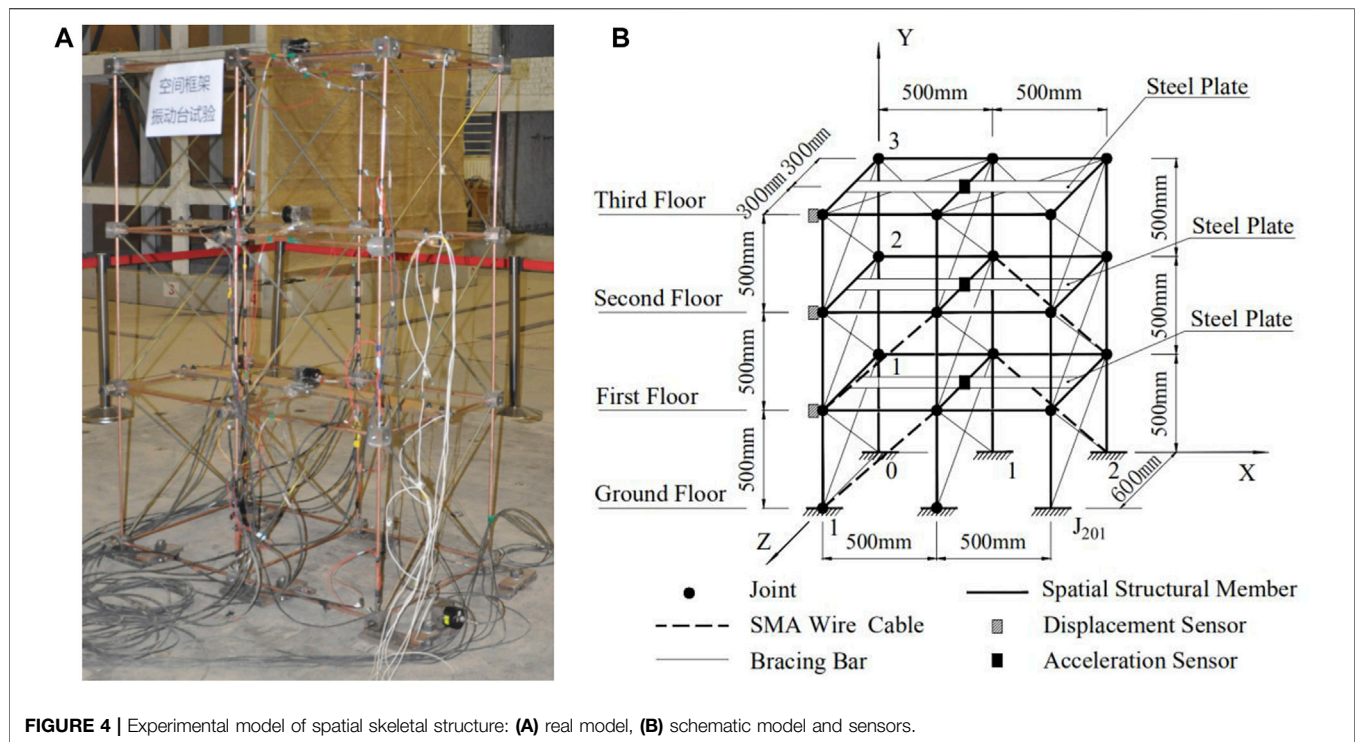 A
空间框架
振动台试验
3
4
B
Y
500mm
500mm
Steel Plate
300mm
300mm
3
Third Floor
500mm
500mm
2
Steel Plate
Second Floor
500mm
500mm
Steel Plate
1
First Floor
500mm
500mm
0
1
2
X
600mm
Ground Floor
1
Z
J201
500mm
500mm
Joint
Spatial Structural Member
SMA Wire Cable
Displacement Sensor
Bracing Bar
Acceleration Sensor
FIGURE 4 | Experimental model of spatial skeletal structure: (A) real model, (B) schematic model and sensors.